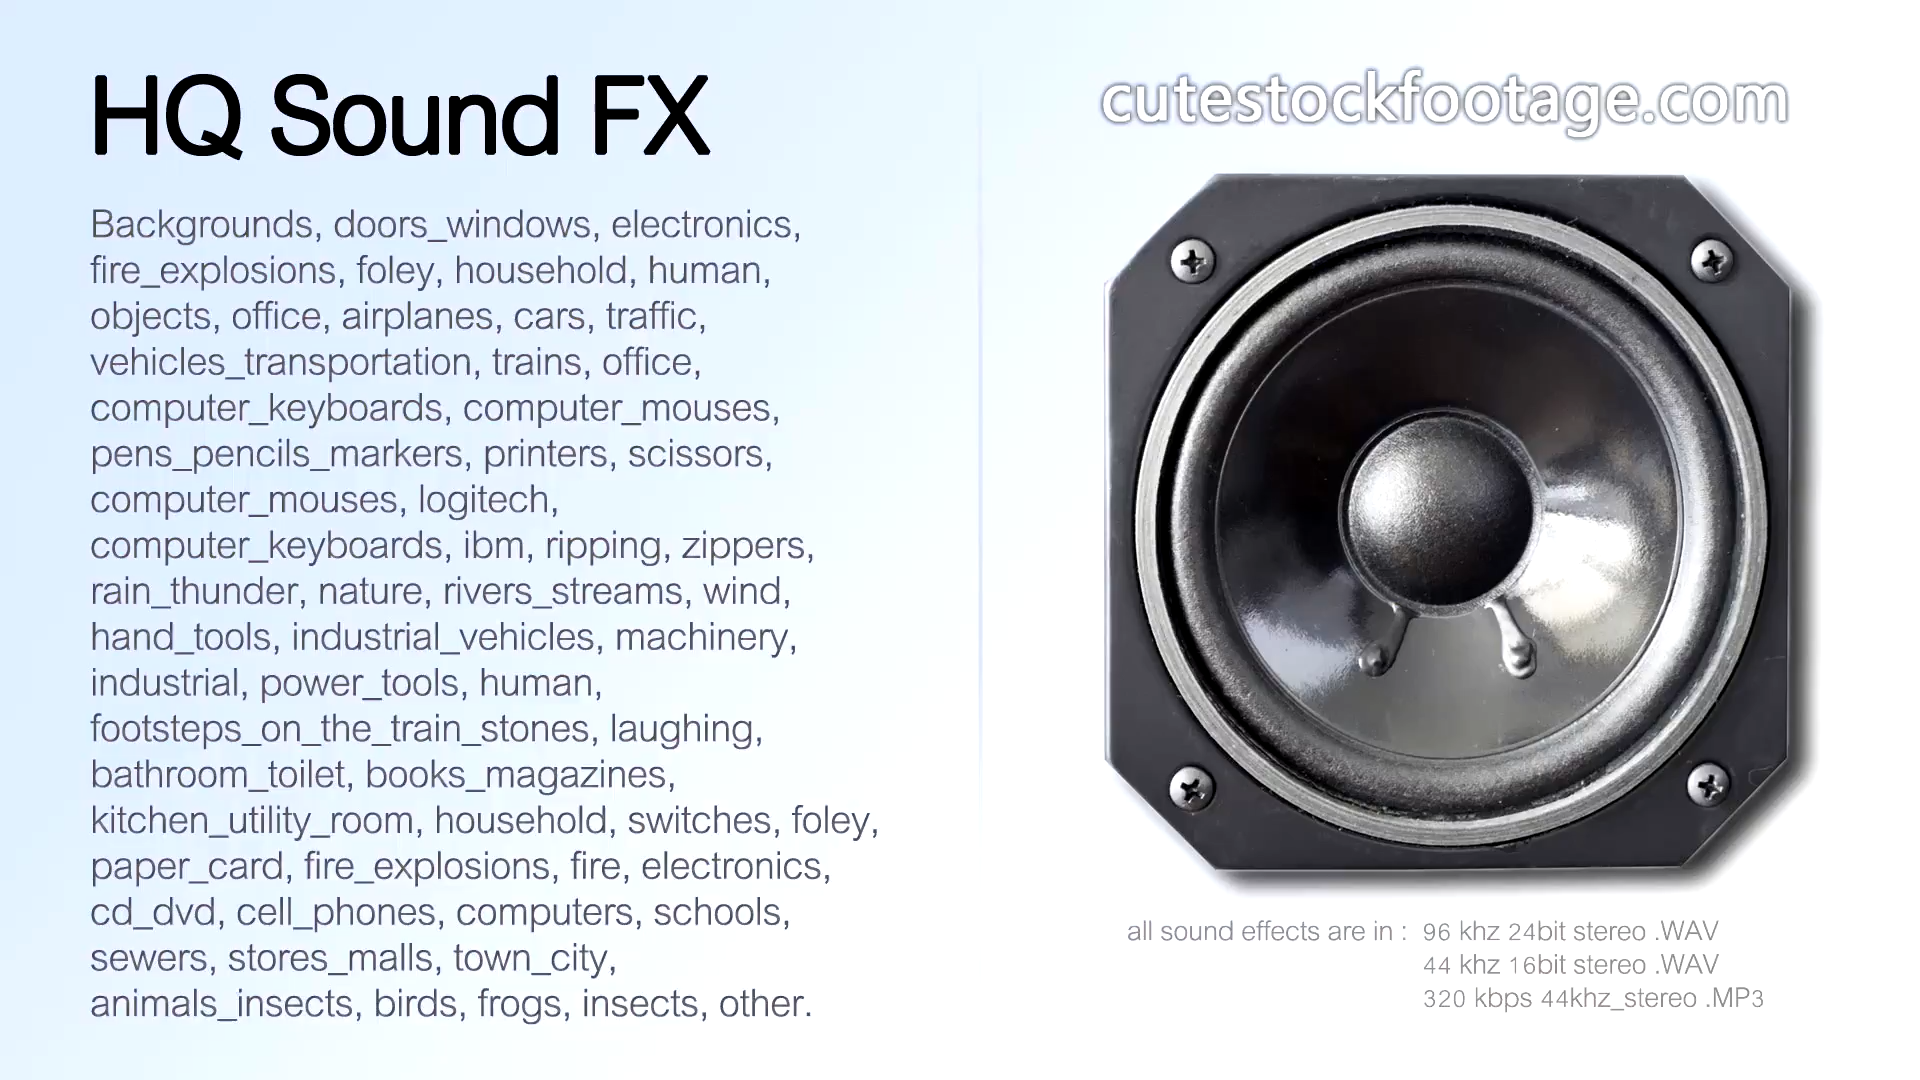 HQ Sound FX
cutestockfootage.com
Backgrounds, doors_windows, electronics,
fire_explosions, foley, household, human,
objects, office, airplanes, cars, traffic,
vehicles_transportation, trains, office,
computer_keyboards, computer_mouses,
pens_pencils_markers, printers, scissors,
computer_mouses, logitech,
computer_keyboards, ibm, ripping, zippers,
rain_thunder, nature, rivers_streams, wind,
hand_tools, industrial_vehicles, machinery,
industrial, power_tools, human,
footsteps_on_the_train_stones, laughing,
bathroom_toilet, books_magazines,
kitchen_utility_room, household, switches, foley,
paper_card, fire_explosions, fire, electronics,
cd_dvd, cell_phones, computers, schools,
sewers, stores_malls, town_city,
animals_insects, birds, frogs, insects, other.
all sound effects are in : 96 khz 24bit stereo .WAV
44 khz 16bit stereo .WAV
320 kbps 44khz_stereo .MP3